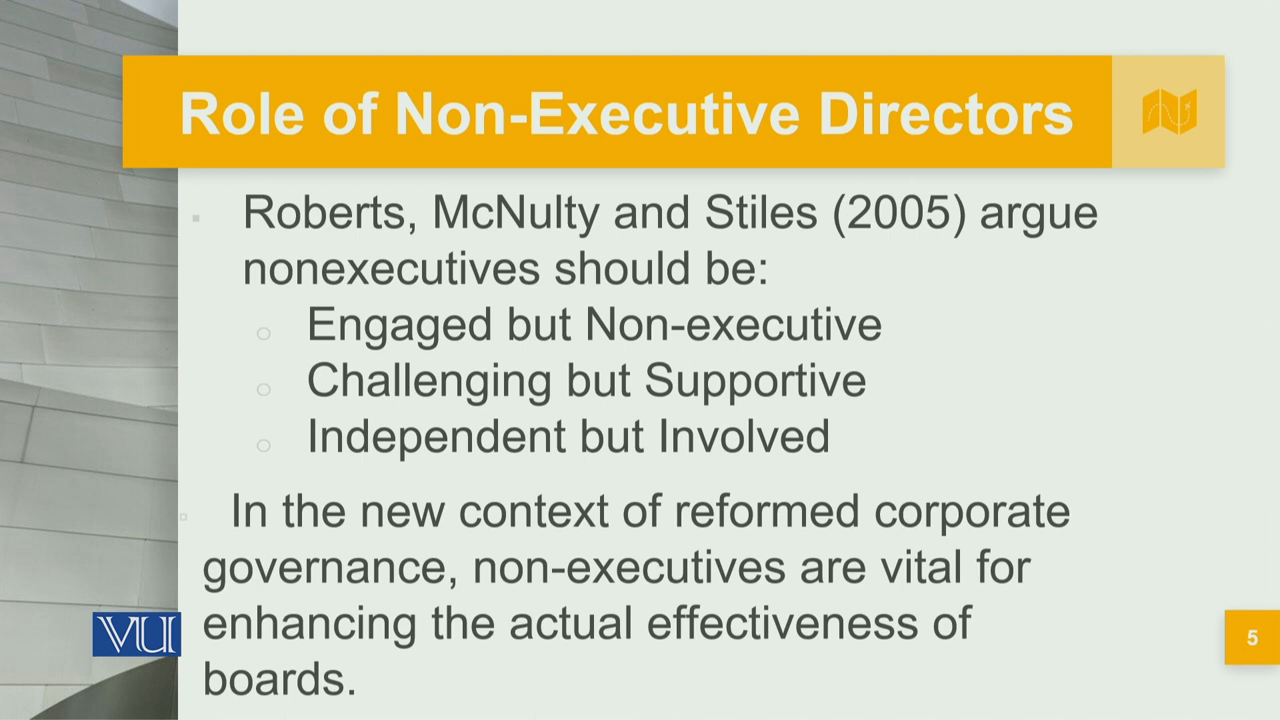 Role of Non-Executive Directors
Roberts, McNulty and Stiles (2005) argue
nonexecutives should be:
Engaged but Non-executive
Challenging but Supportive
Independent but Involved
In the new context of reformed corporate
governance, non-executives are vital for
enhancing the actual effectiveness of
boards.
VU
5